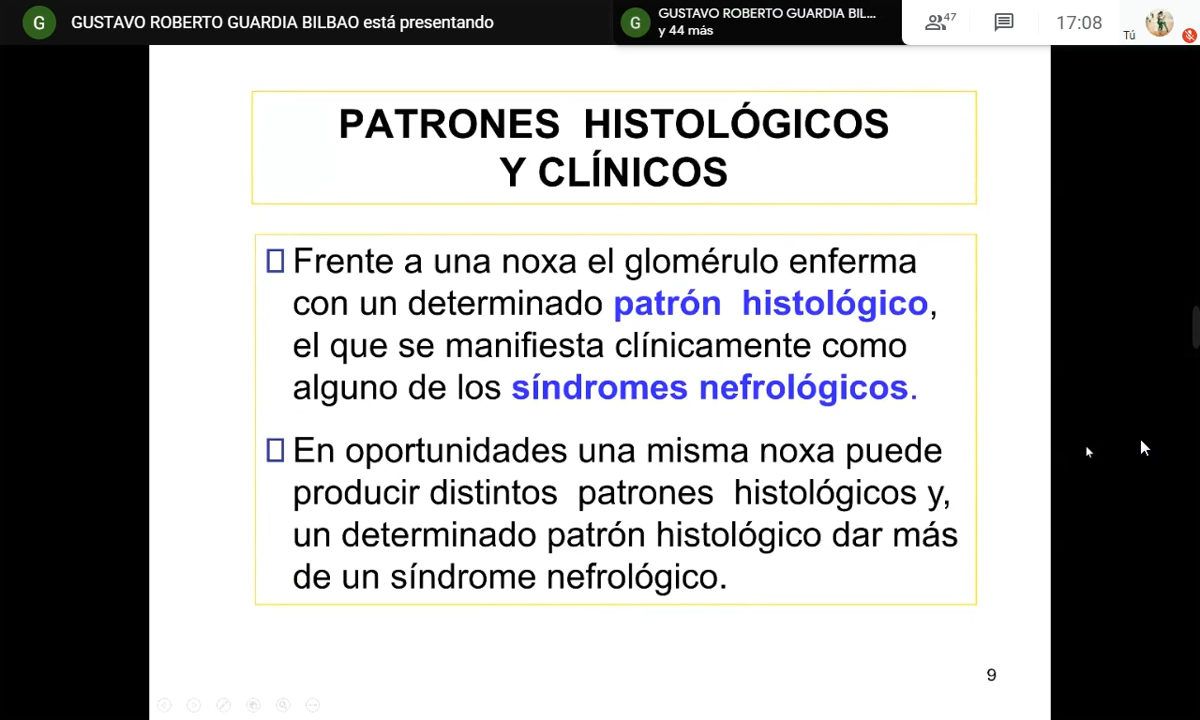 G GUSTAVO ROBERTO GUARDIA BILBAO está presentando
G GUSTAVO ROBERTO GUARDIA BIL...
y 44 más
47
17:08
Tú
PATRONES HISTOLÓGICOS
Y CLÍNICOS
Frente a una noxa el glomérulo enferma
con un determinado patrón histológico,
el que se manifiesta clínicamente como
alguno de los síndromes nefrológicos.
En oportunidades una misma noxa puede
producir distintos patrones histológicos y,
un determinado patrón histológico dar más
de un síndrome nefrológico.
9